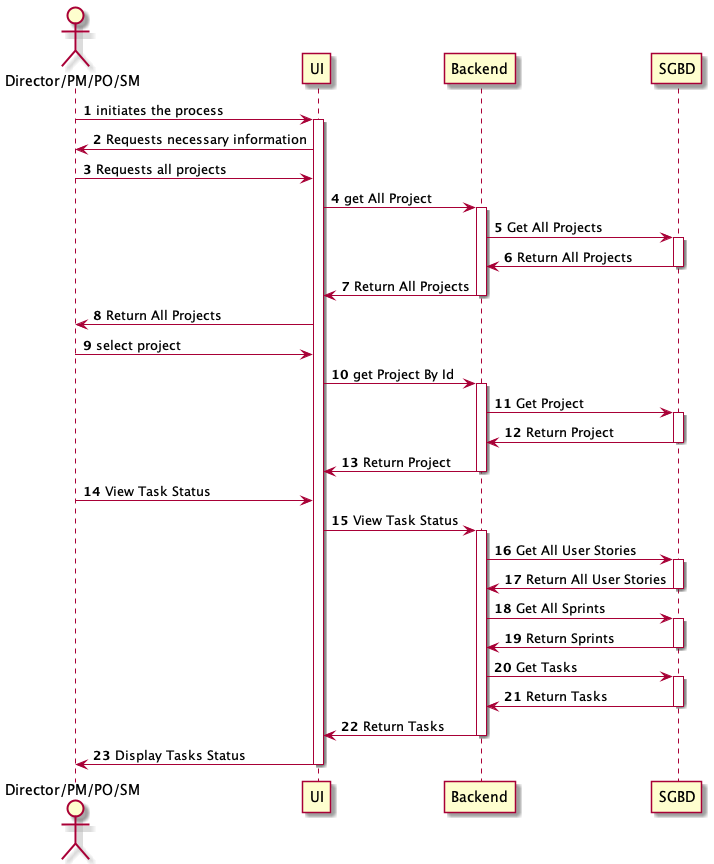 Director/PM/PO/SM
UI
Backend
SGBD
1 initiates the process
2 Requests necessary information
3 Requests all projects
4 get All Project
5 Get All Projects
6 Return All Projects
7 Return All Projects
8 Return All Projects
9 select project
10 get Project By Id
11 Get Project
12 Return Project
13 Return Project
14 View Task Status
15 View Task Status
16 Get All User Stories
17 Return All User Stories
18 Get All Sprints
19 Return Sprints
20 Get Tasks
21 Return Tasks
22 Return Tasks
23 Display Tasks Status
Director/PM/PO/SM
UI
Backend
SGBD